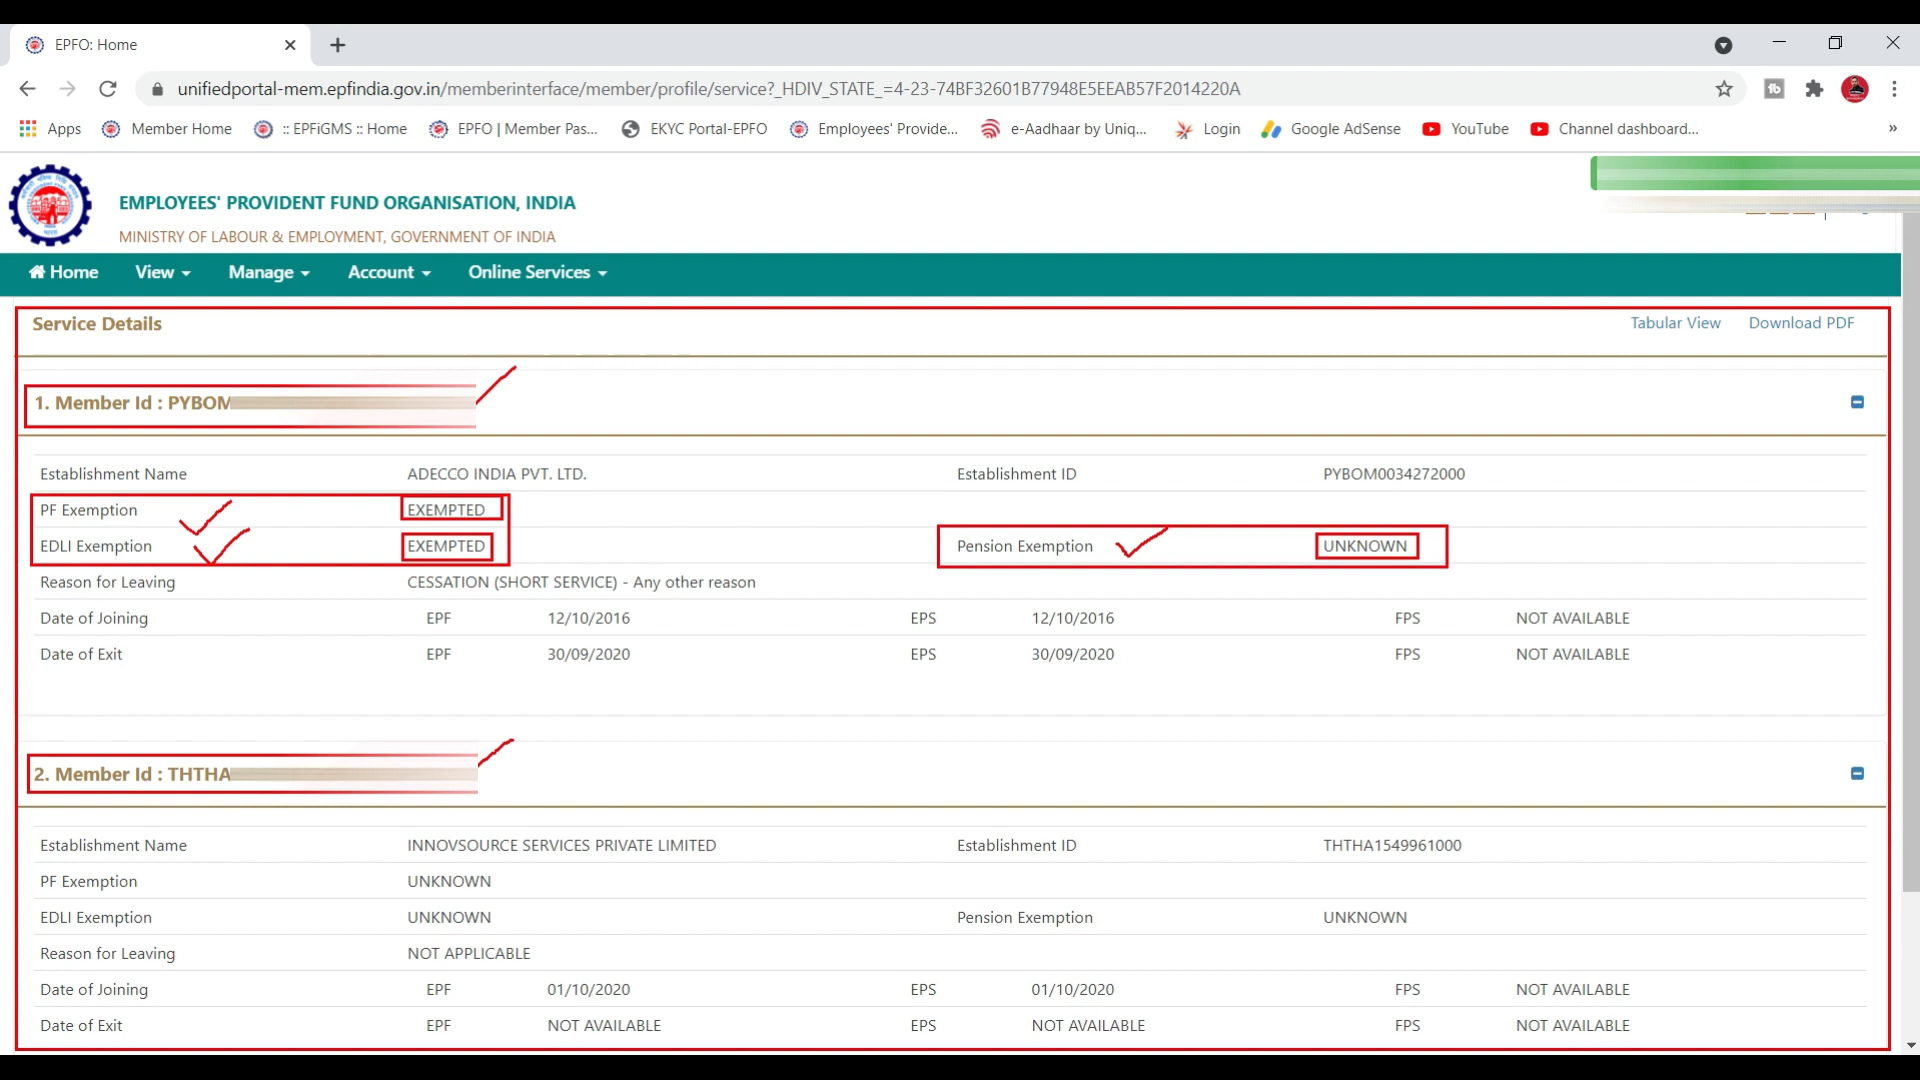 EPFO: Home
unifiedportal-mem.epfindia.gov.in/memberinterface/member/profile/service?_HDIV_STATE_=4-23-74BF32601B77948E5EEAB57F2014220A
Apps Member Home :: EPFiGMS :: Home EPFO | Member Pas... EKYC Portal-EPFO Employees' Provide... e-Aadhaar by Uniq... Login Google AdSense YouTube Channel dashboard... »
EMPLOYEES' PROVIDENT FUND ORGANISATION, INDIA
MINISTRY OF LABOUR & EMPLOYMENT, GOVERNMENT OF INDIA
Home View Manage Account Online Services
Service Details Tabular View Download PDF
1. Member Id : PYBOM
Establishment Name ADECCO INDIA PVT. LTD. Establishment ID PYBOM0034272000
PF Exemption EXEMPTED
EDLI Exemption EXEMPTED Pension Exemption UNKNOWN
Reason for Leaving CESSATION (SHORT SERVICE) - Any other reason
Date of Joining EPF 12/10/2016 EPS 12/10/2016 FPS NOT AVAILABLE
Date of Exit EPF 30/09/2020 EPS 30/09/2020 FPS NOT AVAILABLE
2. Member Id : THTHA
Establishment Name INNOVSOURCE SERVICES PRIVATE LIMITED Establishment ID THTHA1549961000
PF Exemption UNKNOWN
EDLI Exemption UNKNOWN Pension Exemption UNKNOWN
Reason for Leaving NOT APPLICABLE
Date of Joining EPF 01/10/2020 EPS 01/10/2020 FPS NOT AVAILABLE
Date of Exit EPF NOT AVAILABLE EPS NOT AVAILABLE FPS NOT AVAILABLE